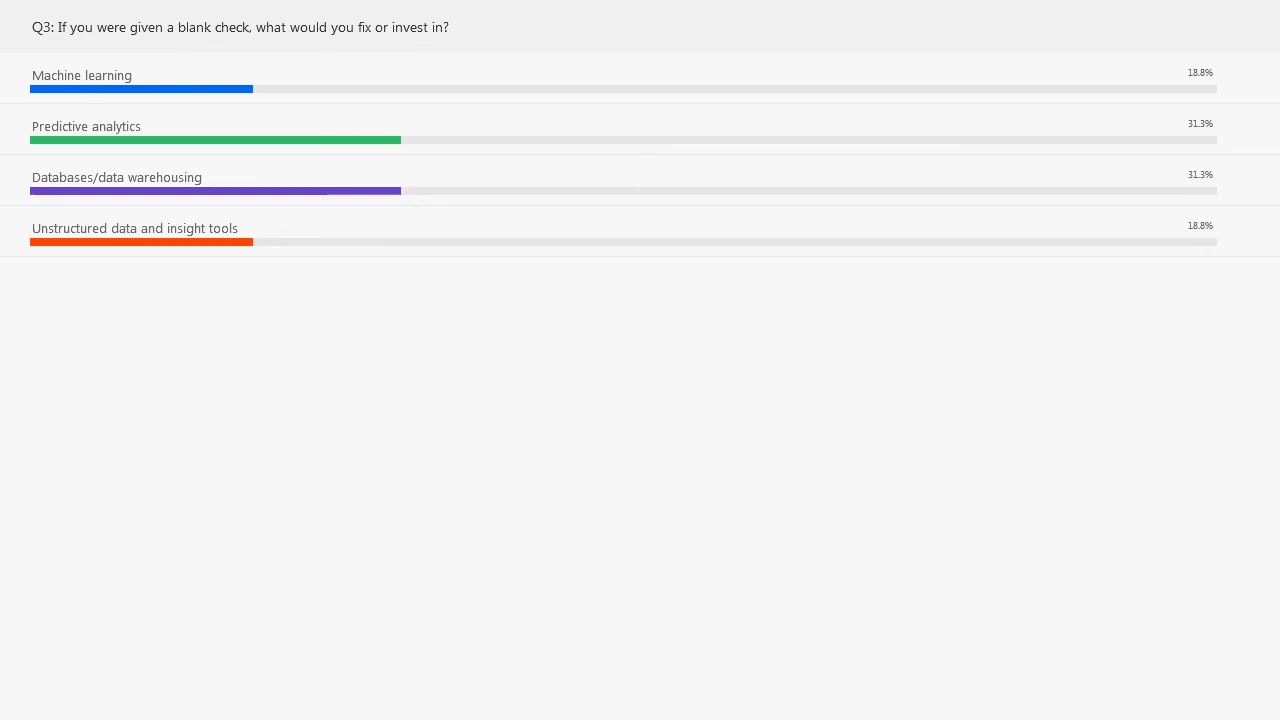 Q3: If you were given a blank check, what would you fix or invest in?
Machine learning 18.8%
Predictive analytics 31.3%
Databases/data warehousing 31.3%
Unstructured data and insight tools 18.8%